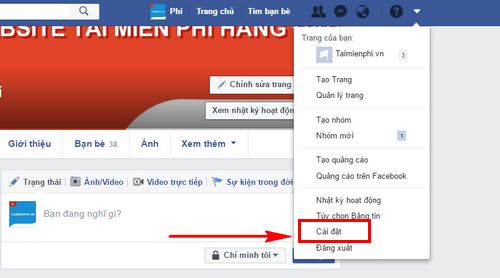 Phi Trang chủ Tìm bạn bè
BSITE TẢI MIỄN PHÍ HÀNG
Trang của bạn:
Taimienphi.vn 3
Tạo Trang
Quản lý trang
Tạo nhóm
Nhóm mới 1
Tạo quảng cáo
Quảng cáo trên Facebook
Nhật ký hoạt động
Tùy chọn Bảng tin
Cài đặt
Đăng xuất
Chỉnh sửa trang
Xem nhật ký hoạt động
Giới thiệu Bạn bè 38 Ảnh Xem thêm
Trạng thái Ảnh/Video Video trực tiếp Sự kiện trong đời
Bạn đang nghĩ gì?
Chỉ mình tôi